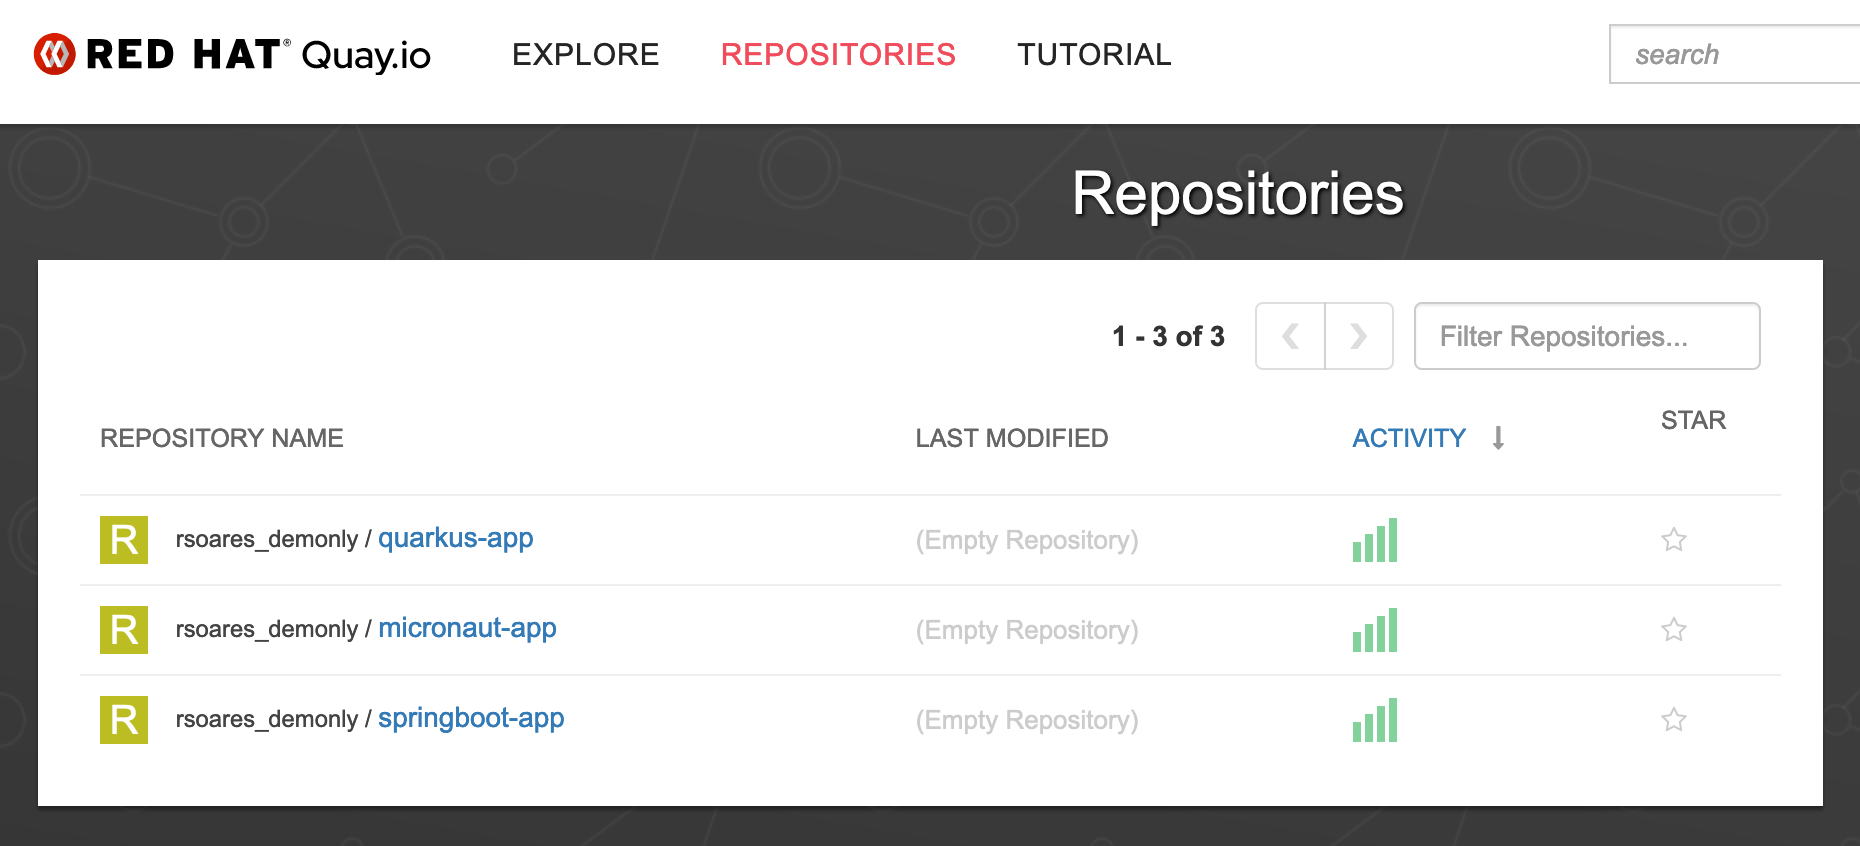 RED HAT® Quay.io EXPLORE REPOSITORIES TUTORIAL search
Repositories
1 - 3 of 3 Filter Repositories...
REPOSITORY NAME LAST MODIFIED ACTIVITY STAR
R rsoares_demonly / quarkus-app (Empty Repository)
R rsoares_demonly / micronaut-app (Empty Repository)
R rsoares_demonly / springboot-app (Empty Repository)